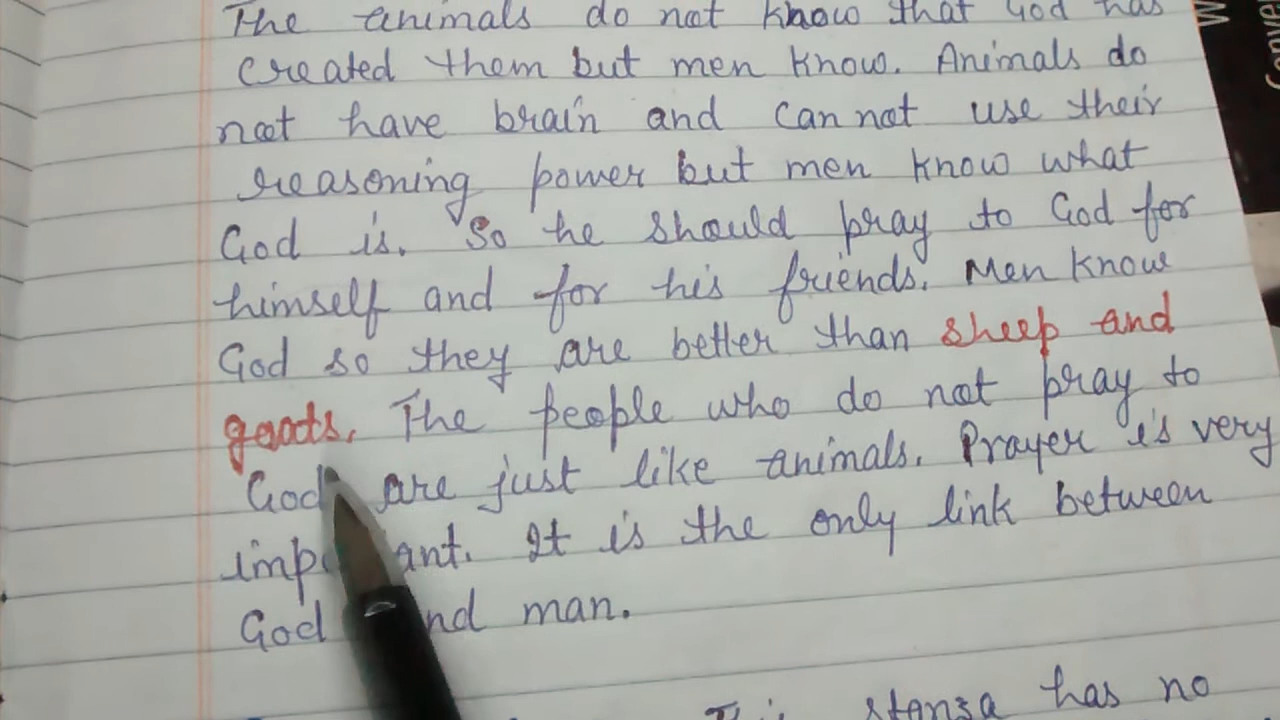 The animals do not know that God has
created them but men know. Animals do
not have brain and can not use their
reasoning power but men know what
God is. So he should pray to God for
himself and for his friends. Men know
God so they are better than sheep and
goats. The people who do not pray to
God are just like animals. Prayer is very
imp ant. It is the only link between
God nd man.
stanza has no